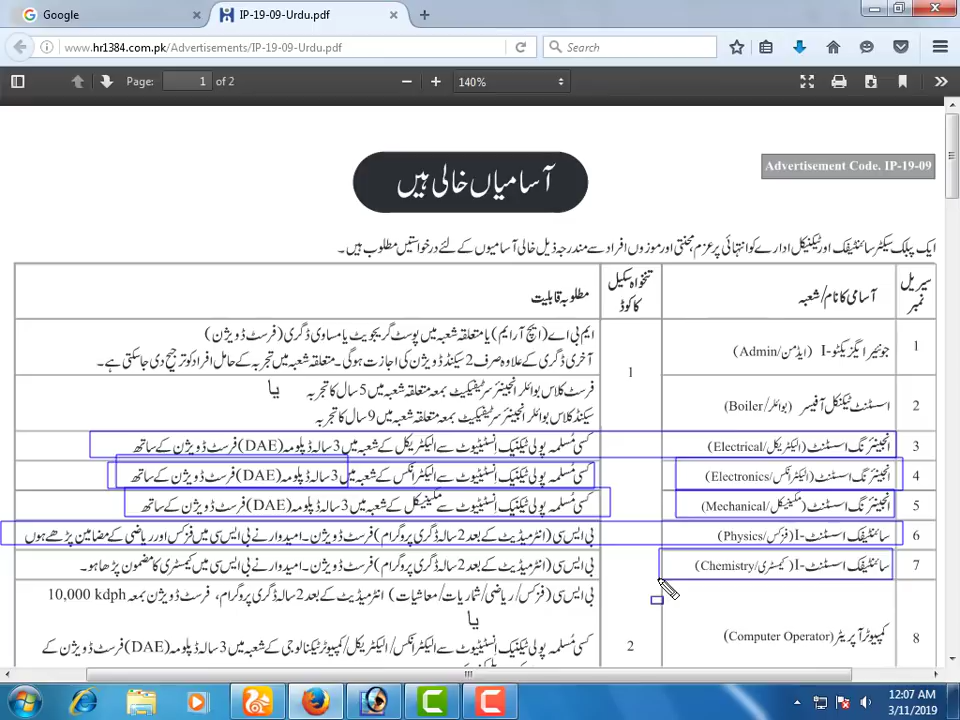 Google
IP-19-09-Urdu.pdf
www.hr1384.com.pk/Advertisements/IP-19-09-Urdu.pdf
Search
Page: 1 of 2
140%
Advertisement Code. IP-19-09
آسامیاں خالی ہیں
ایک پبلک سیکٹر سائنٹیفک اور ٹیکنیکل ادارے کو انتہائی پرعزم، محنتی اور موزوں افراد سے مندرجہ ذیل خالی آسامیوں کے لئے درخواستیں مطلوب ہیں۔
سیریل نمبر
آسامی کا نام/شعبہ
تنخواہ سکیل کا کوڈ
مطلوبہ قابلیت
1
جونیئر ایگزیکٹو-I (ایڈمن/Admin)
1
ایم بی اے (ایچ آر ایم) یا متعلقہ شعبہ میں پوسٹ گریجویٹ یا مساوی ڈگری (فرسٹ ڈویژن)
آخری ڈگری کے علاوہ صرف 2 سیکنڈ ڈویژن کی اجازت ہوگی۔ متعلقہ شعبہ میں تجربہ کے حامل افراد کو ترجیح دی جاسکتی ہے۔
2
اسسٹنٹ ٹیکنکل آفیسر (بوائلر/Boiler)
فرسٹ کلاس بوائلر انجینئر سرٹیفیکیٹ بمعہ متعلقہ شعبہ میں 5 سال کا تجربہ یا
سیکنڈ کلاس بوائلر انجینئر سرٹیفیکیٹ بمعہ متعلقہ شعبہ میں 9 سال کا تجربہ
3
انجینئرنگ اسسٹنٹ (الیکٹریکل/Electrical)
کسی مُسلمہ پولی ٹیکنیک اِنسٹیٹیوٹ سے الیکٹریکل کے شعبہ میں 3 سالہ ڈپلومہ (DAE) فرسٹ ڈویژن کے ساتھ
4
انجینئرنگ اسسٹنٹ (الیکٹرانکس/Electronics)
کسی مُسلمہ پولی ٹیکنیک اِنسٹیٹیوٹ سے الیکٹرانکس کے شعبہ میں 3 سالہ ڈپلومہ (DAE) فرسٹ ڈویژن کے ساتھ
5
انجینئرنگ اسسٹنٹ (مکینیکل/Mechanical)
کسی مُسلمہ پولی ٹیکنیک اِنسٹیٹیوٹ سے مکینیکل کے شعبہ میں 3 سالہ ڈپلومہ (DAE) فرسٹ ڈویژن کے ساتھ
6
سائنٹیفک اسسٹنٹ-I (فزکس/Physics)
بی ایس سی (انٹرمیڈیٹ کے بعد 2 سالہ ڈگری پروگرام) فرسٹ ڈویژن۔ امیدوار نے بی ایس سی میں فزکس اور ریاضی کے مضامین پڑھے ہوں
7
سائنٹیفک اسسٹنٹ-I (کیمسٹری/Chemistry)
بی ایس سی (انٹرمیڈیٹ کے بعد 2 سالہ ڈگری پروگرام) فرسٹ ڈویژن۔ امیدوار نے بی ایس سی میں کیمسٹری کا مضمون پڑھا ہو۔
8
کمپیوٹر آپریٹر (Computer Operator)
2
بی ایس سی (فزکس/ریاضی/شماریات/معاشیات) انٹرمیڈیٹ کے بعد 2 سالہ ڈگری پروگرام، فرسٹ ڈویژن بمعہ 10,000 kdph
یا
کسی مُسلمہ پولی ٹیکنیک اِنسٹیٹیوٹ سے الیکٹرانکس/الیکٹریکل/کمپیوٹر ٹیکنالوجی کے شعبہ میں 3 سالہ ڈپلومہ (DAE) فرسٹ ڈویژن کے
12:07 AM
3/11/2019